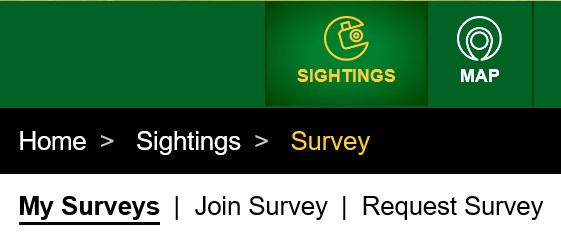 SIGHTINGS MAP
Home > Sightings > Survey
My Surveys | Join Survey | Request Survey